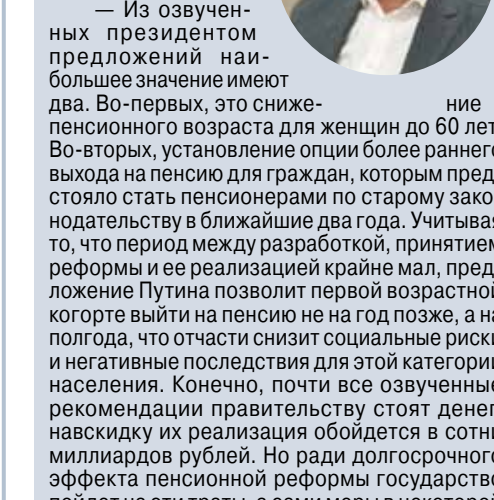 — Из озвучен-
ных президентом
предложений наи-
большее значение имеют
два. Во-первых, это сниже- ние
пенсионного возраста для женщин до 60 лет
Во-вторых, установление опции более раннего
выхода на пенсию для граждан, которым пред
стояло стать пенсионерами по старому зако
нодательству в ближайшие два года. Учитывая
то, что период между разработкой, принятием
реформы и ее реализацией крайне мал, пред
ложение Путина позволит первой возрастной
когорте выйти на пенсию не на год позже, а на
полгода, что отчасти снизит социальные риски
и негативные последствия для этой категории
населения. Конечно, почти все озвученные
рекомендации правительству стоят денег
навскидку их реализация обойдется в сотни
миллиардов рублей. Но ради долгосрочного
эффекта пенсионной реформы государство